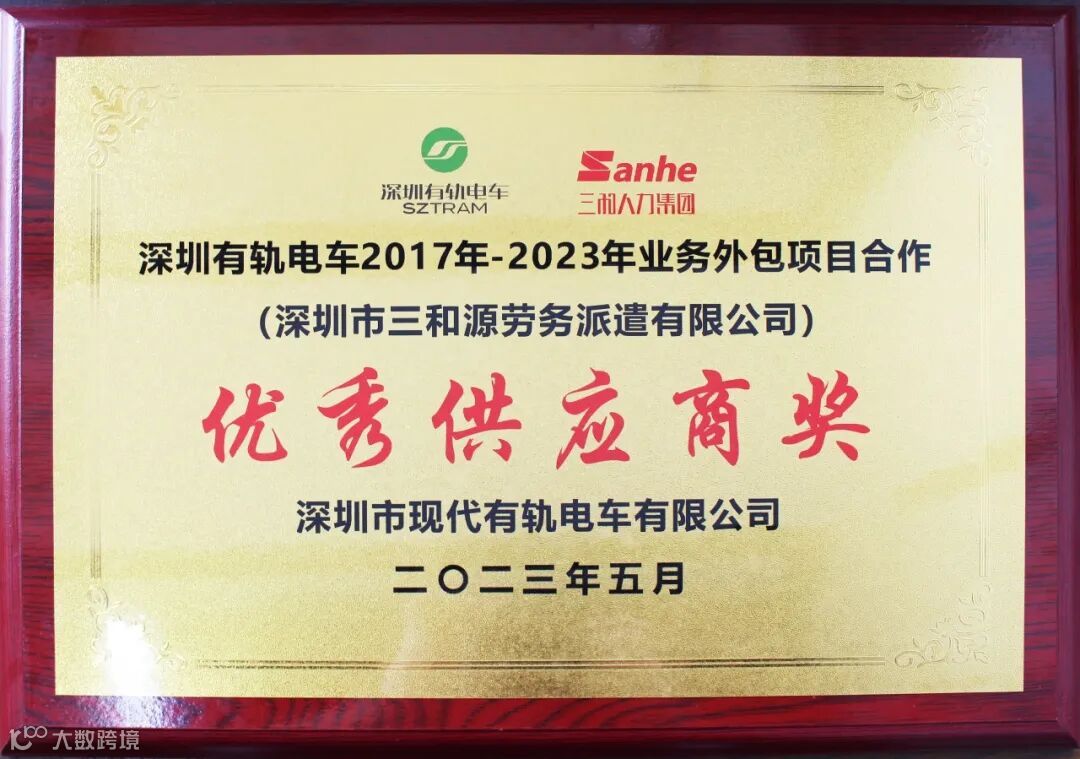 深圳有轨电车
SZTRAM
Sanhe
三和人力集团
深圳有轨电车2017年-2023年业务外包项目合作
（深圳市三和源劳务派遣有限公司）
优秀供应商奖
深圳市现代有轨电车有限公司
二〇二三年五月
大数跨境